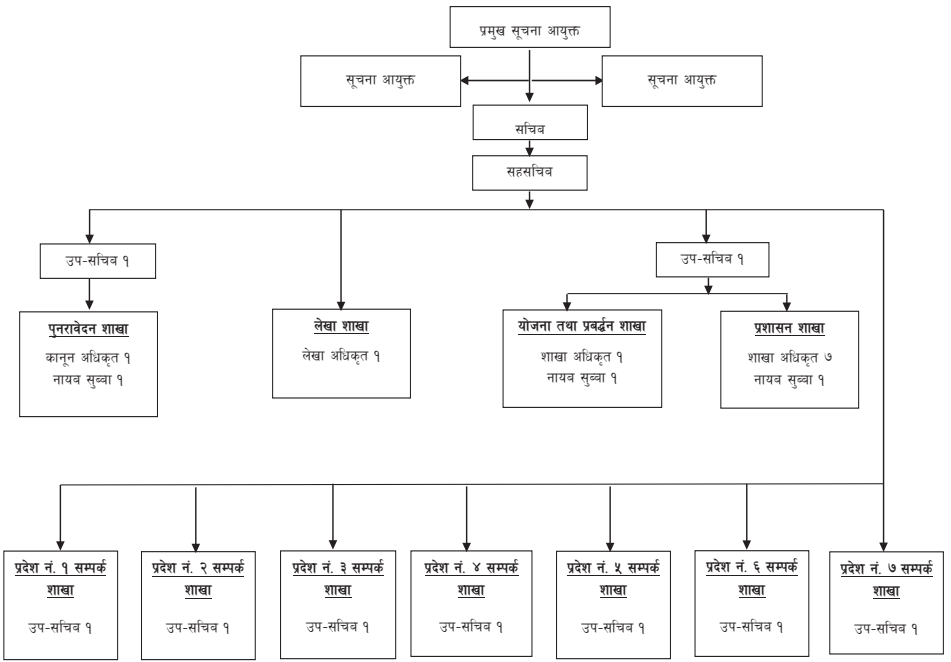 प्रमुख सूचना आयुक्त
सूचना आयुक्त
सूचना आयुक्त
सचिब
सहसचिब
उप-सचिब १
उप-सचिब १
पुनरावेदन शाखा
कानून अधिकृत १
नायब सुब्बा १
लेखा शाखा
लेखा अधिकृत १
योजना तथा प्रबर्द्धन शाखा
शाखा अधिकृत १
नायब सुब्बा १
प्रशासन शाखा
शाखा अधिकृत ७
नायब सुब्बा १
प्रदेश नं. १ सम्पर्क
शाखा
उप-सचिब १
प्रदेश नं. २ सम्पर्क
शाखा
उप-सचिब १
प्रदेश नं. ३ सम्पर्क
शाखा
उप-सचिब १
प्रदेश नं. ४ सम्पर्क
शाखा
उप-सचिब १
प्रदेश नं. ५ सम्पर्क
शाखा
उप-सचिब १
प्रदेश नं. ६ सम्पर्क
शाखा
उप-सचिब १
प्रदेश नं. ७ सम्पर्क
शाखा
उप-सचिब १